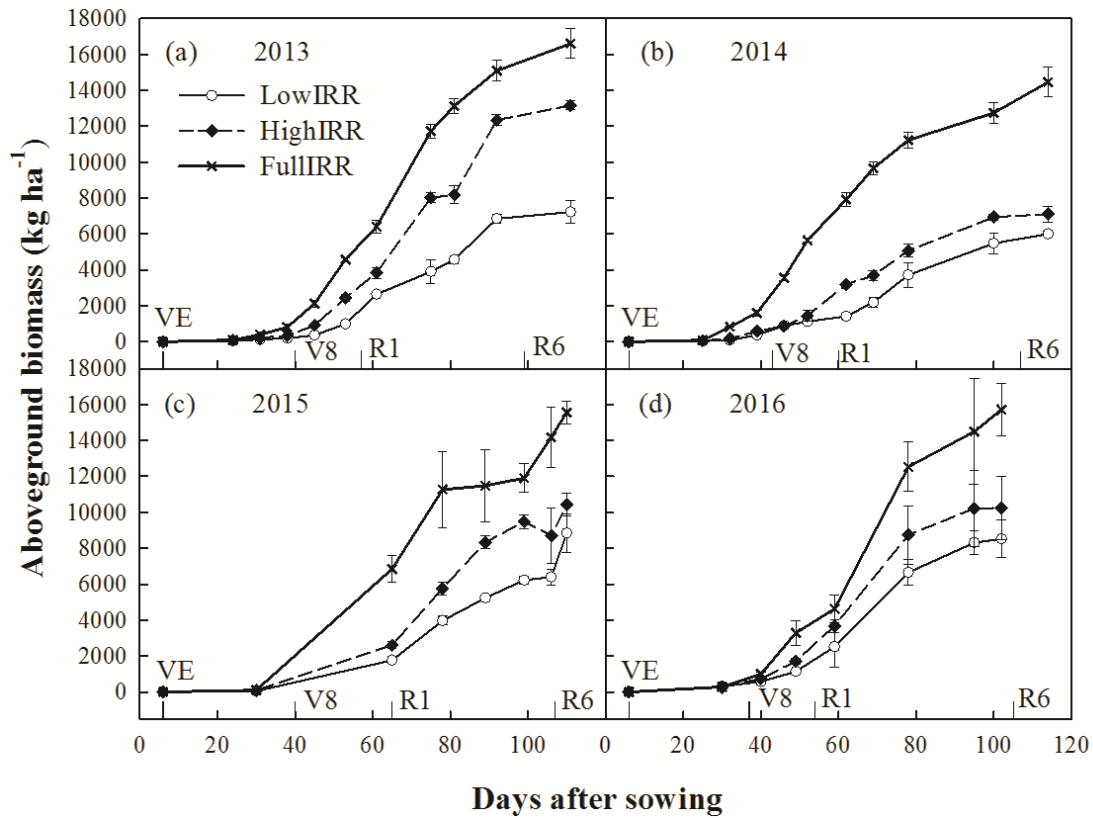 18000
16000
14000
12000
10000
8000
6000
4000
2000
0
(a) 2013
LowIRR
HighIRR
FullIRR
VE
V8
R1
R6
(b) 2014
VE
V8
R1
R6
18000
16000
14000
12000
10000
8000
6000
4000
2000
0
(c) 2015
VE
V8
R1
R6
(d) 2016
VE
V8
R1
R6
0 20 40 60 80 100
0 20 40 60 80 100 120
Days after sowing
Aboveground biomass (kg ha⁻¹)